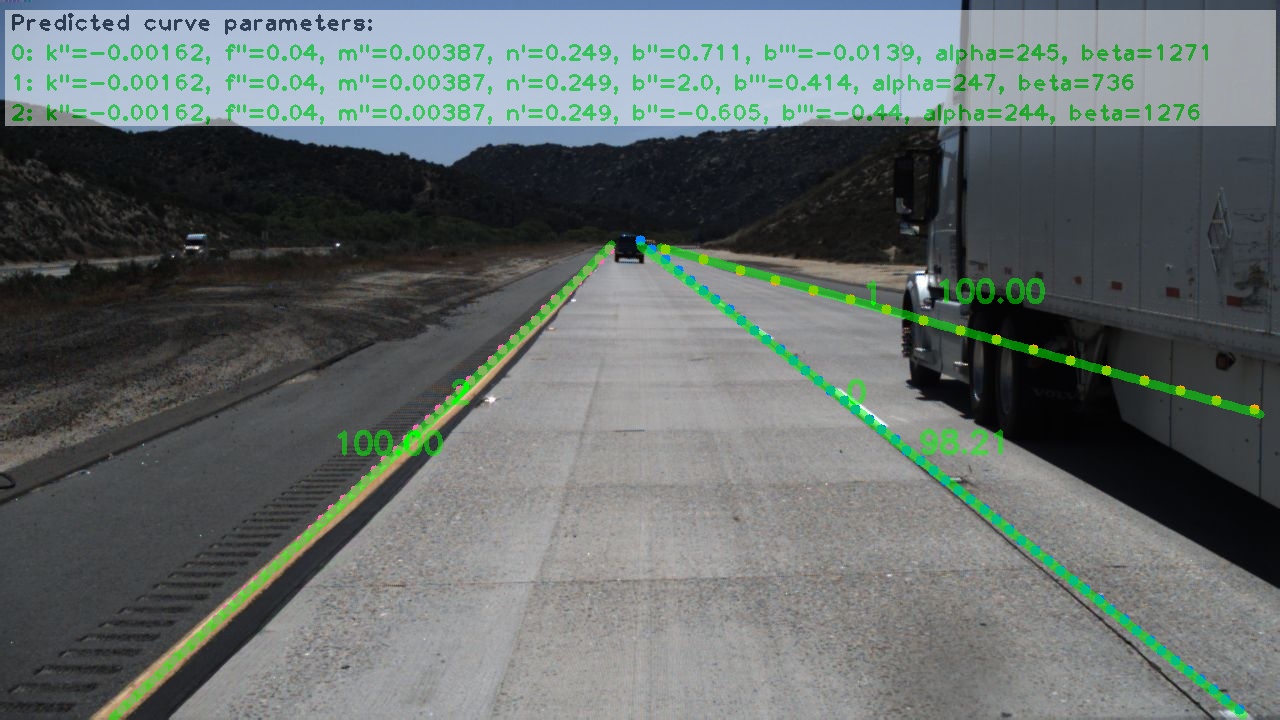 Predicted curve parameters:
0: k''=-0.00162, f''=0.04, m''=0.00387, n'=0.249, b''=0.711, b'''=-0.0139, alpha=245, beta=1271
1: k''=-0.00162, f''=0.04, m''=0.00387, n'=0.249, b''=2.0, b'''=0.414, alpha=247, beta=736
2: k''=-0.00162, f''=0.04, m''=0.00387, n'=0.249, b''=-0.605, b'''=-0.44, alpha=244, beta=1276
1 100.00
2 0
100.00 98.21
VOLVO